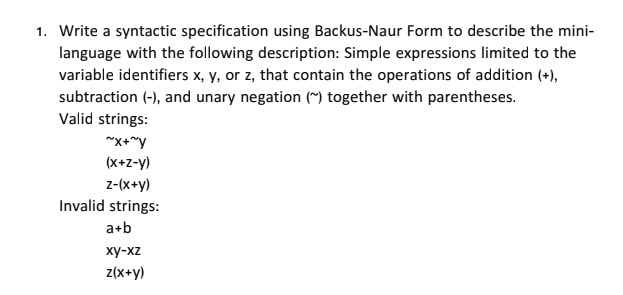 1. Write a syntactic specification using Backus-Naur Form to describe the mini-
language with the following description: Simple expressions limited to the
variable identifiers x, y, or z, that contain the operations of addition (+),
subtraction (-), and unary negation (~) together with parentheses.
Valid strings:
~x+~y
(x+z-y)
z-(x+y)
Invalid strings:
a+b
xy-xz
z(x+y)